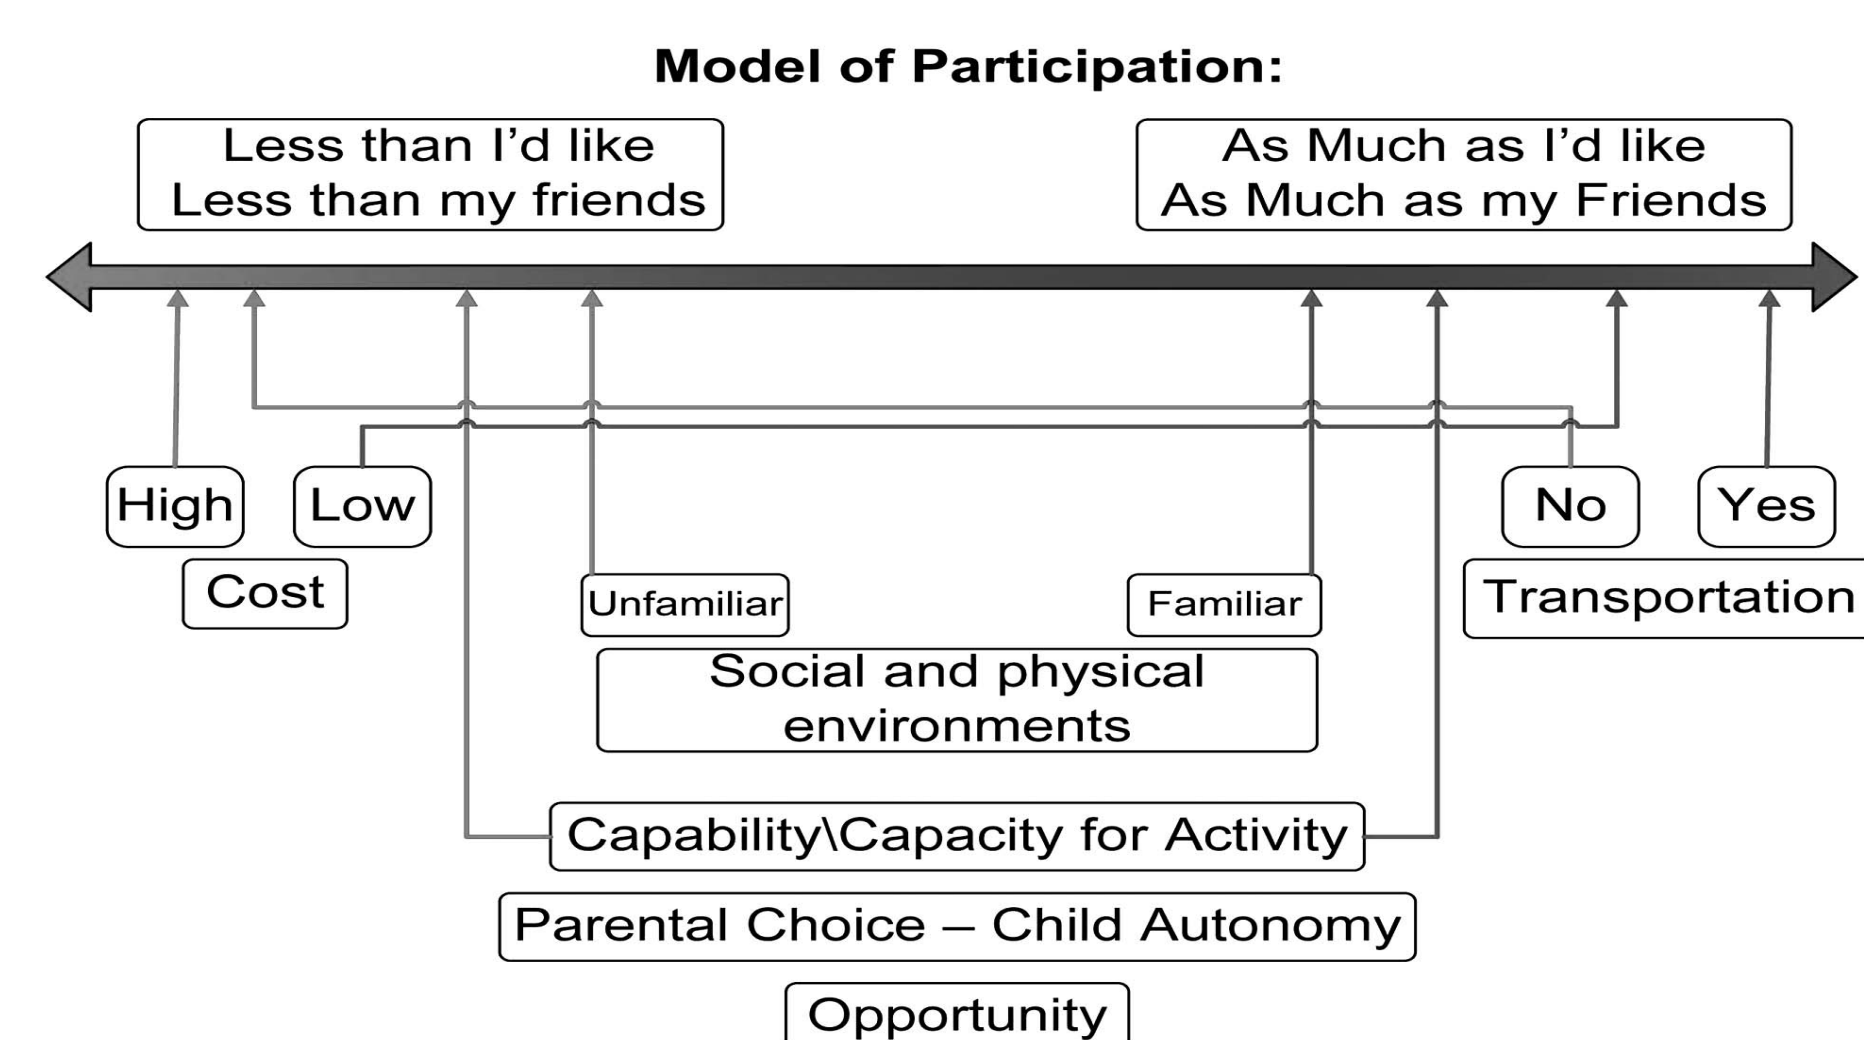 Model of Participation:
Less than I’d like
Less than my friends
As Much as I’d like
As Much as my Friends
High
Low
No
Yes
Cost
Transportation
Unfamiliar
Familiar
Social and physical
environments
Capability\Capacity for Activity
Parental Choice – Child Autonomy
Opportunity